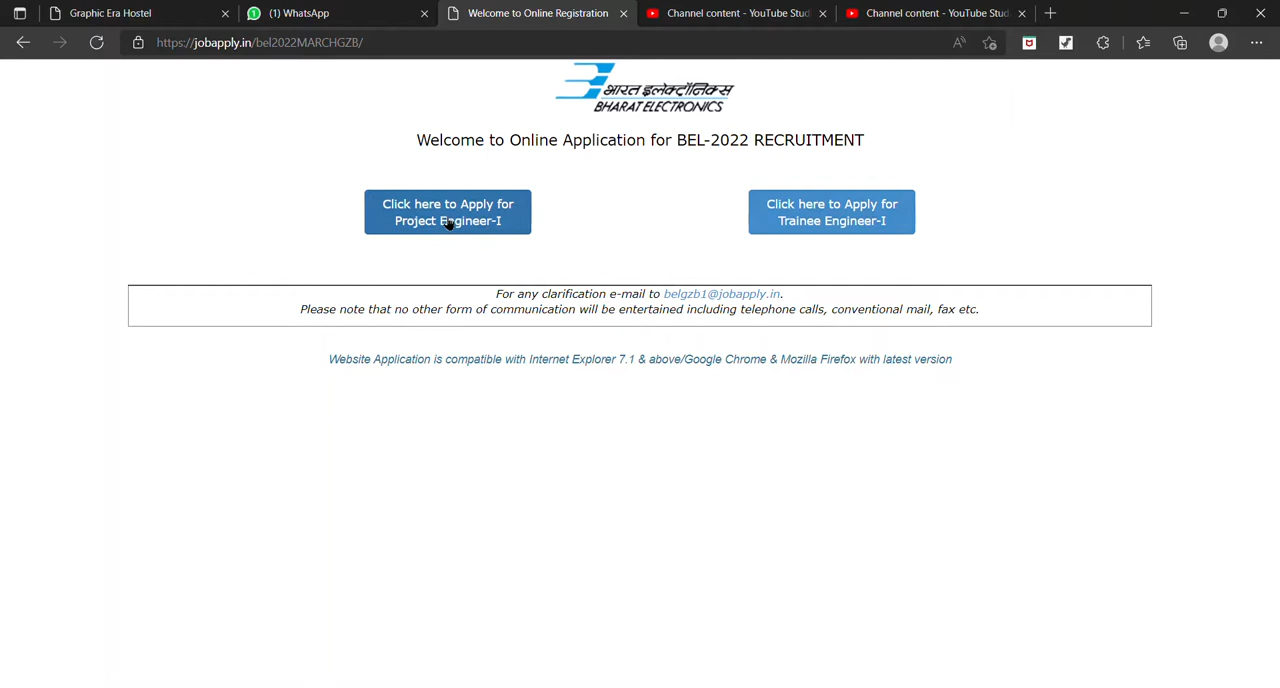 Graphic Era Hostel
(1) WhatsApp
Welcome to Online Registration
Channel content - YouTube Stud
Channel content - YouTube Stud
https://jobapply.in/bel2022MARCHGZB/
भारत इलेक्ट्रॉनिक्स
BHARAT ELECTRONICS
Welcome to Online Application for BEL-2022 RECRUITMENT
Click here to Apply for
Project Engineer-I
Click here to Apply for
Trainee Engineer-I
For any clarification e-mail to belgzb1@jobapply.in.
Please note that no other form of communication will be entertained including telephone calls, conventional mail, fax etc.
Website Application is compatible with Internet Explorer 7.1 & above/Google Chrome & Mozilla Firefox with latest version